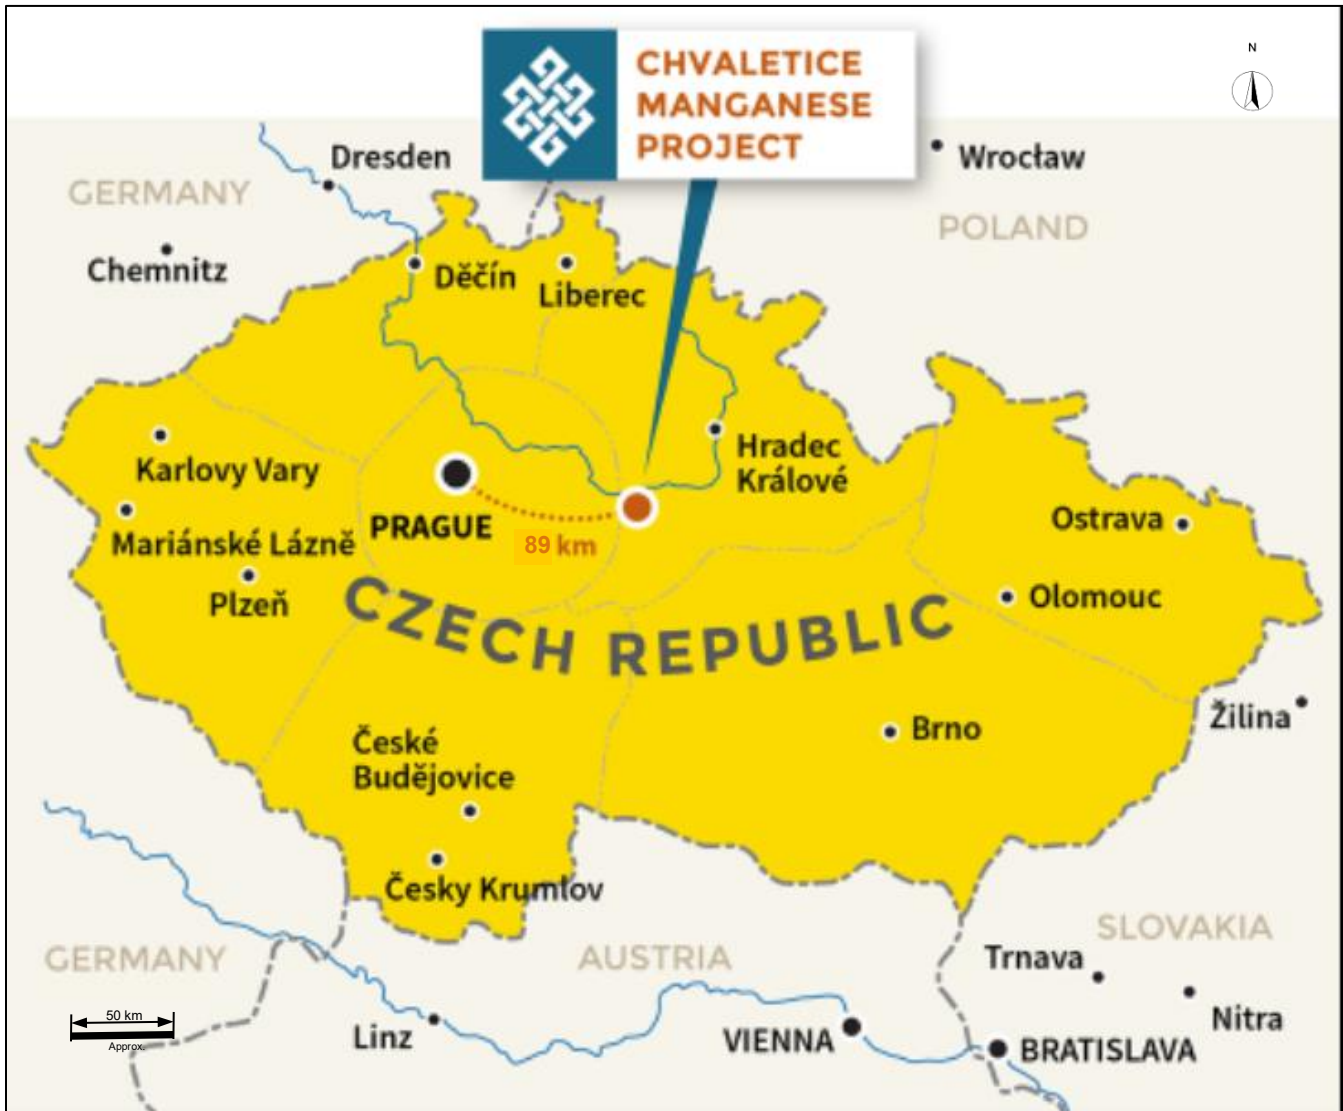 CHVALETICE
MANGANESE
PROJECT
N
Dresden
Wrocław
GERMANY
POLAND
Chemnitz
Děčín
Liberec
Hradec
Králové
Karlovy Vary
PRAGUE
Ostrava
89 km
Mariánské Lázně
Plzeň
Olomouc
CZECH REPUBLIC
Žilina
Brno
České
Budějovice
Česky Krumlov
SLOVAKIA
GERMANY
AUSTRIA
Trnava
50 km
Approx.
Linz
VIENNA
Nitra
BRATISLAVA